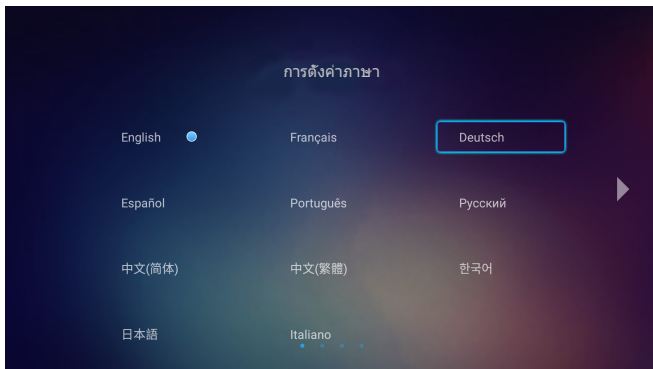 การตั้งค่าภาษา
English Français Deutsch
Español Português Русский
中文(简体) 中文(繁體) 한국어
日本語 Italiano